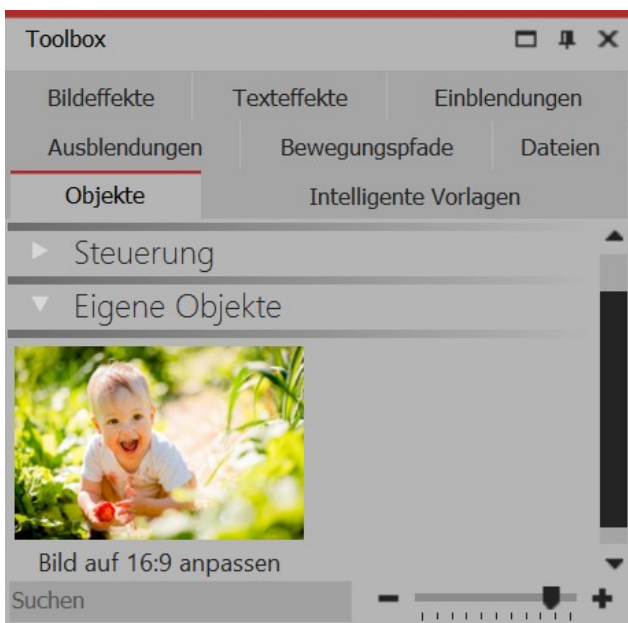 Toolbox
Bildeffekte Texteffekte Einblendungen
Ausblendungen Bewegungspfade Dateien
Objekte Intelligente Vorlagen
Steuerung
Eigene Objekte
Bild auf 16:9 anpassen
Suchen